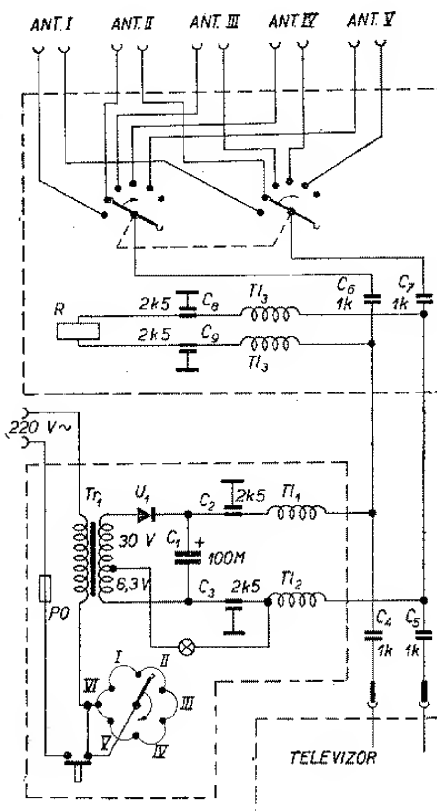 ANT. I ANT. II ANT. III ANT. IV ANT. V
C6
1k
C7
1k
R
2k5
C8
Tl3
2k5
C9
Tl3
220 V~
Tr1
U1
C2
2k5
Tl1
30 V
C1
+
100M
6,3V
C3
2k5
Tl2
PO
C4
1k
C5
1k
I
II
VI
III
V
IV
TELEVIZOR